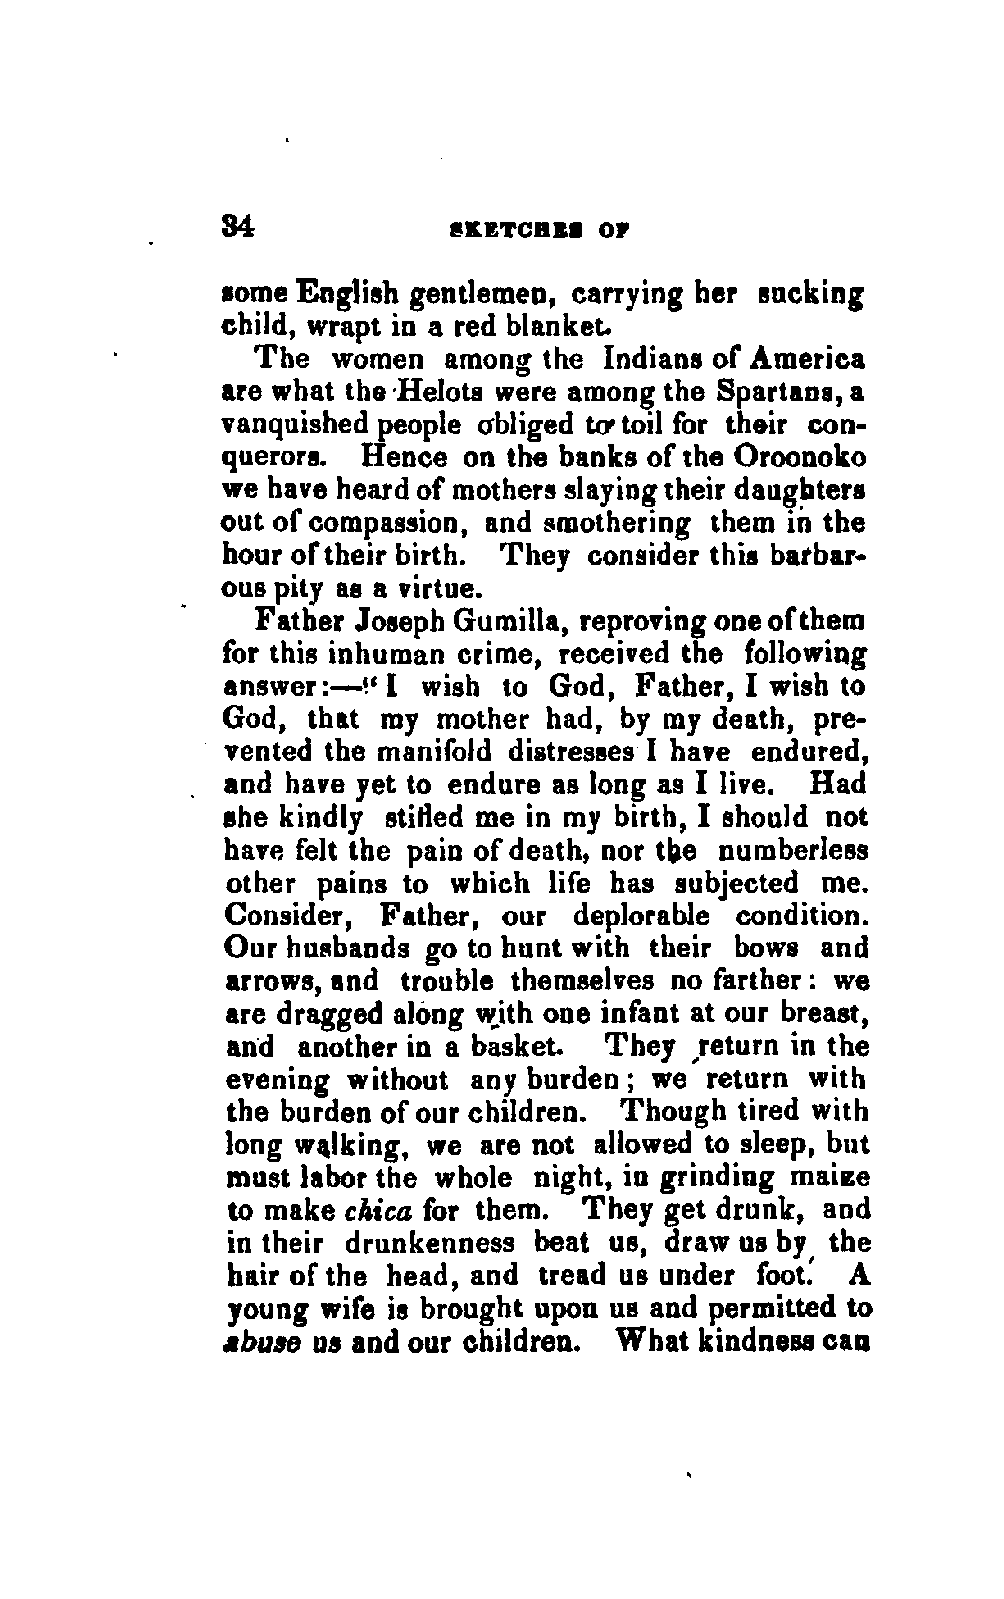 34 SKETCHES OF
some English gentlemen, carrying her sucking
child, wrapt in a red blanket.
The women among the Indians of America
are what the Helots were among the Spartans, a
vanquished people obliged to toil for their con-
querors. Hence on the banks of the Oroonoko
we have heard of mothers slaying their daughters
out of compassion, and smothering them in the
hour of their birth. They consider this barbar-
ous pity as a virtue.
Father Joseph Gumilla, reproving one of them
for this inhuman crime, received the following
answer:—"I wish to God, Father, I wish to
God, that my mother had, by my death, pre-
vented the manifold distresses I have endured,
and have yet to endure as long as I live. Had
she kindly stifled me in my birth, I should not
have felt the pain of death, nor the numberless
other pains to which life has subjected me.
Consider, Father, our deplorable condition.
Our husbands go to hunt with their bows and
arrows, and trouble themselves no farther: we
are dragged along with one infant at our breast,
and another in a basket. They return in the
evening without any burden; we return with
the burden of our children. Though tired with
long walking, we are not allowed to sleep, but
must labor the whole night, in grinding maize
to make chica for them. They get drunk, and
in their drunkenness beat us, draw us by the
hair of the head, and tread us under foot. A
young wife is brought upon us and permitted to
abuse us and our children. What kindness can